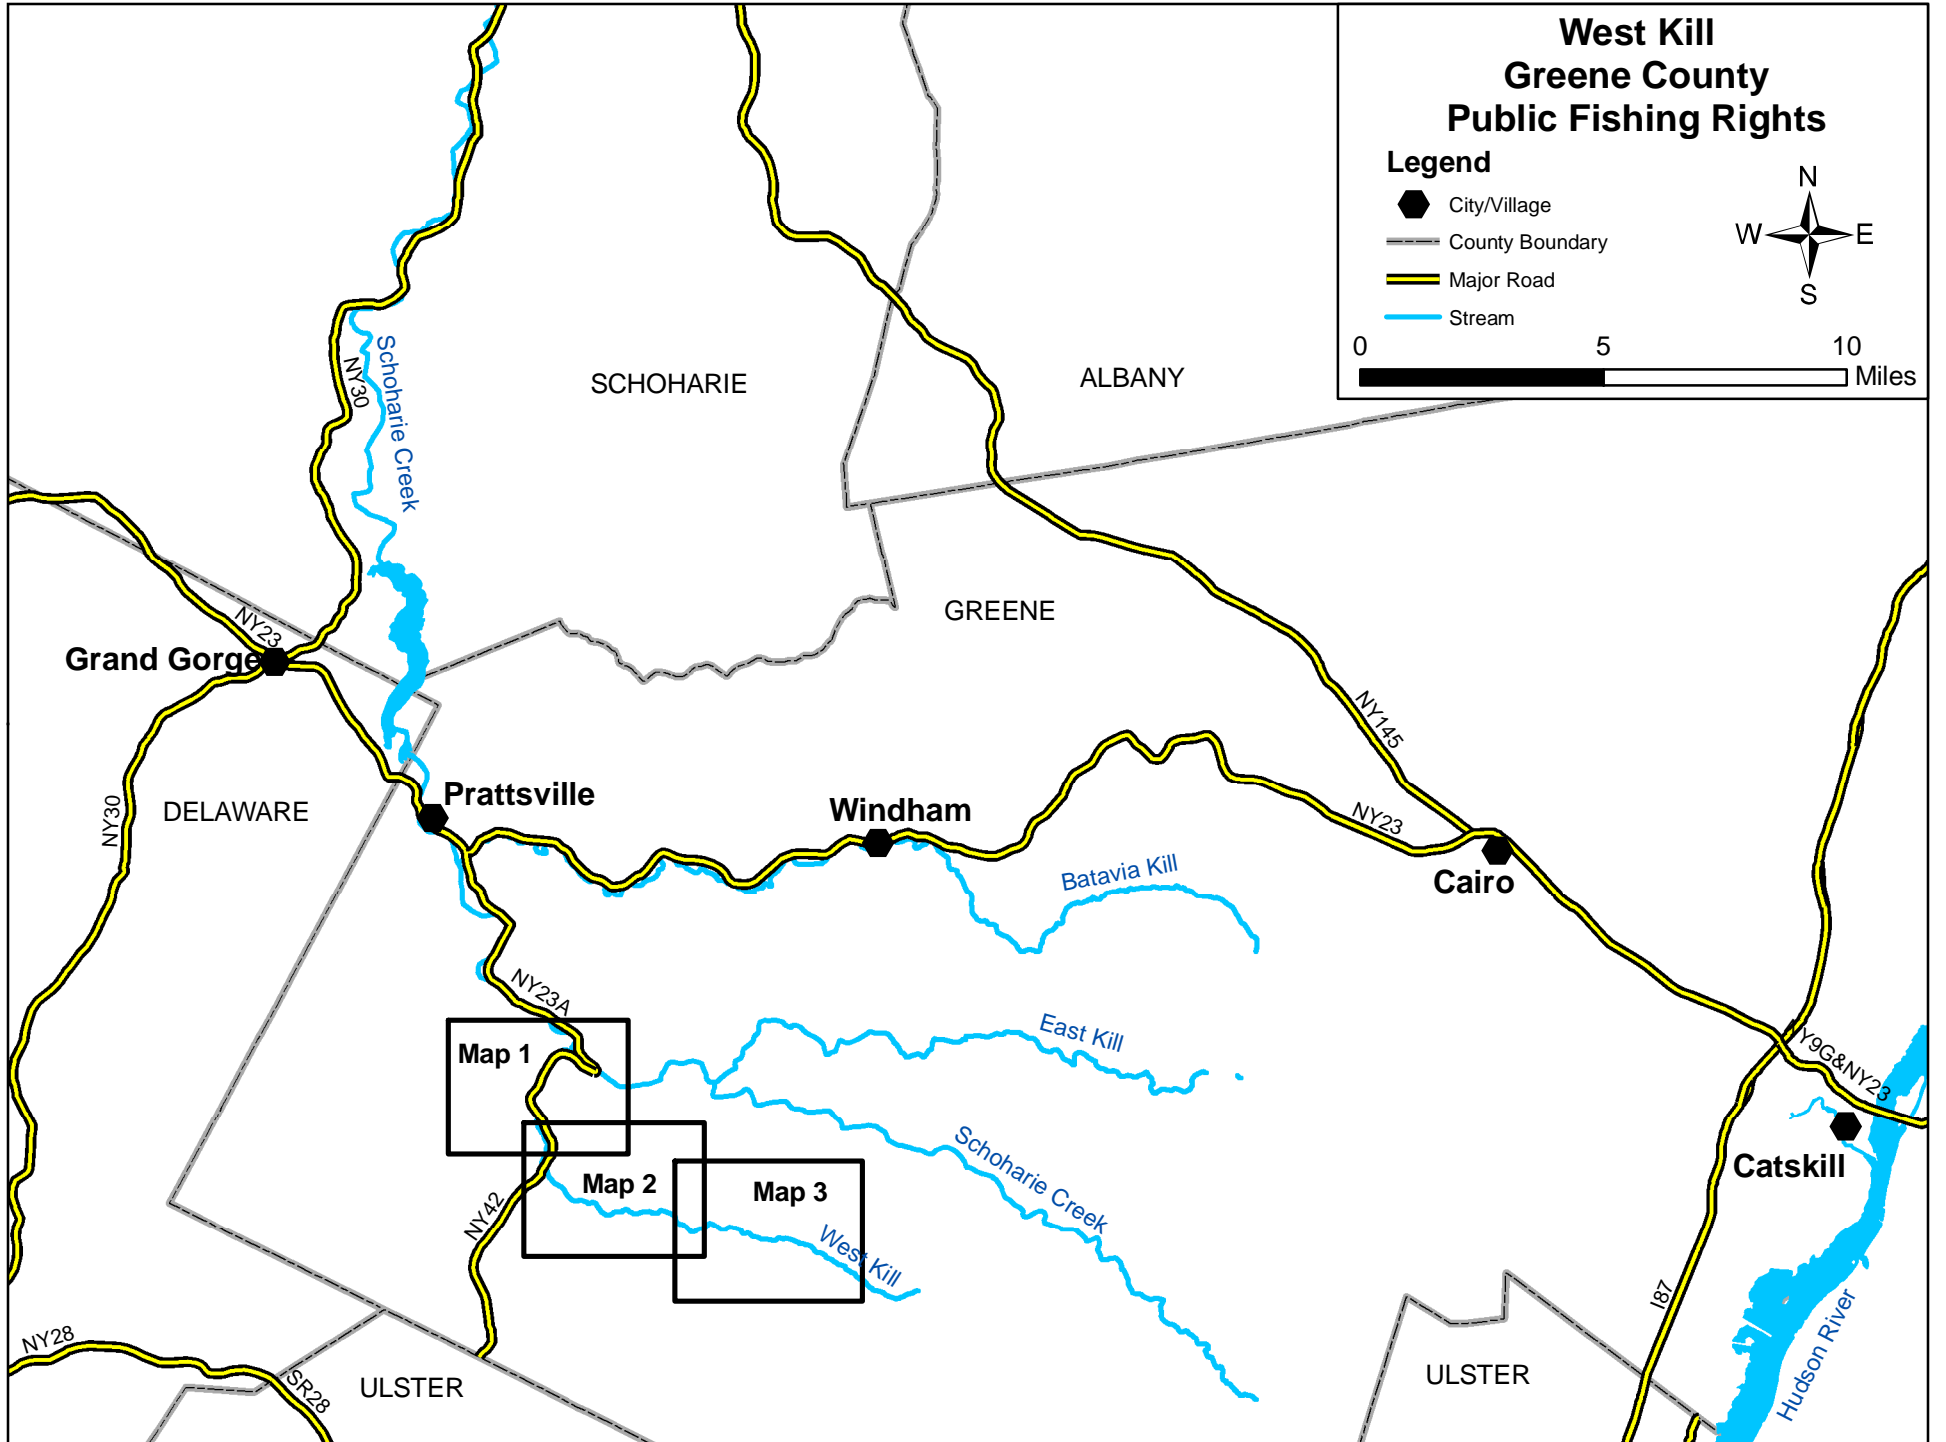 West Kill
Greene County
Public Fishing Rights
Legend
City/Village
County Boundary
Major Road
Stream
N
W
E
S
0 5 10
Miles
NY30
Schoharie Creek
SCHOHARIE
ALBANY
GREENE
NY23
Grand Gorge
NY145
NY30
DELAWARE
Prattsville
Windham
NY23
Batavia Kill
Cairo
NY23A
East Kill
Map 1
Y9G&NY23
Schoharie Creek
Catskill
Map 2
Map 3
NY42
West Kill
I87
Hudson River
NY28
SR28
ULSTER
ULSTER